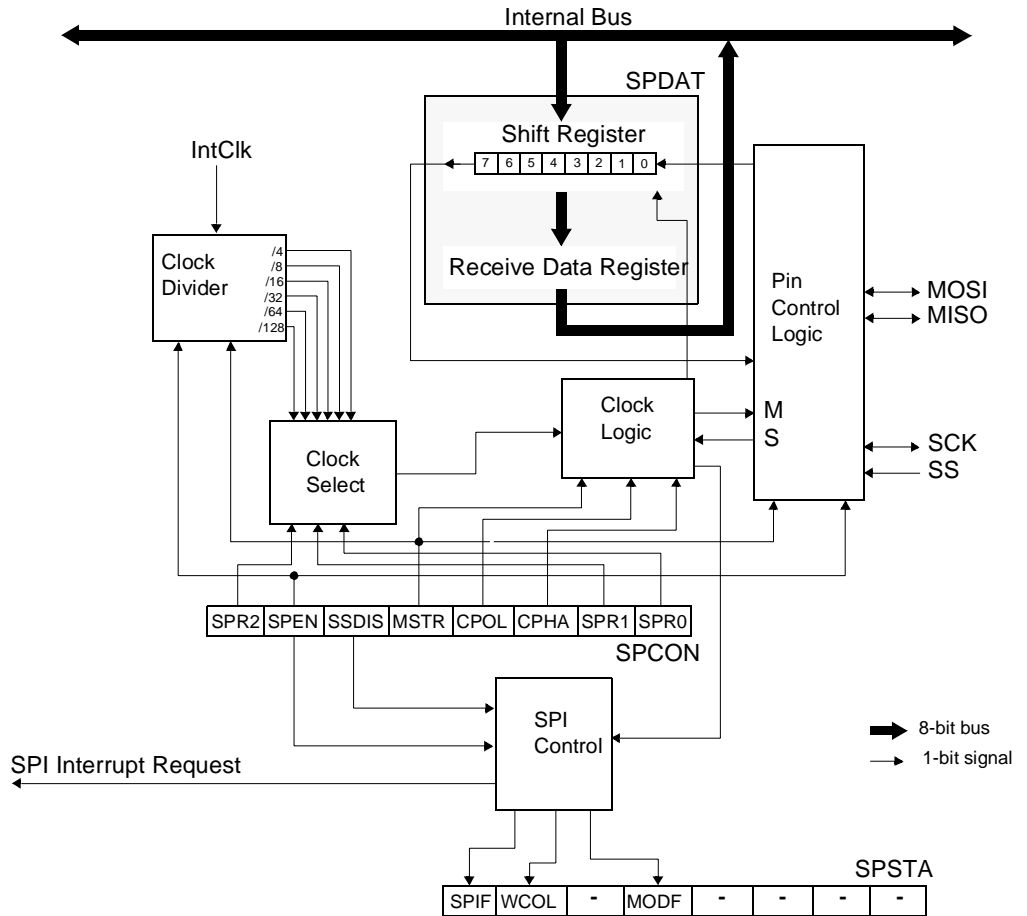 Internal Bus
SPDAT
Shift Register
IntClk
7 6 5 4 3 2 1 0
Clock
Divider
/4
/8
/16
/32
/64
/128
Receive Data Register
Pin
Control
Logic
MOSI
MISO
Clock
Logic
M
S
SCK
SS
Clock
Select
SPR2 SPEN SSDIS MSTR CPOL CPHA SPR1 SPR0
SPCON
SPI
Control
8-bit bus
1-bit signal
SPI Interrupt Request
SPSTA
SPIF WCOL - MODF - - - -